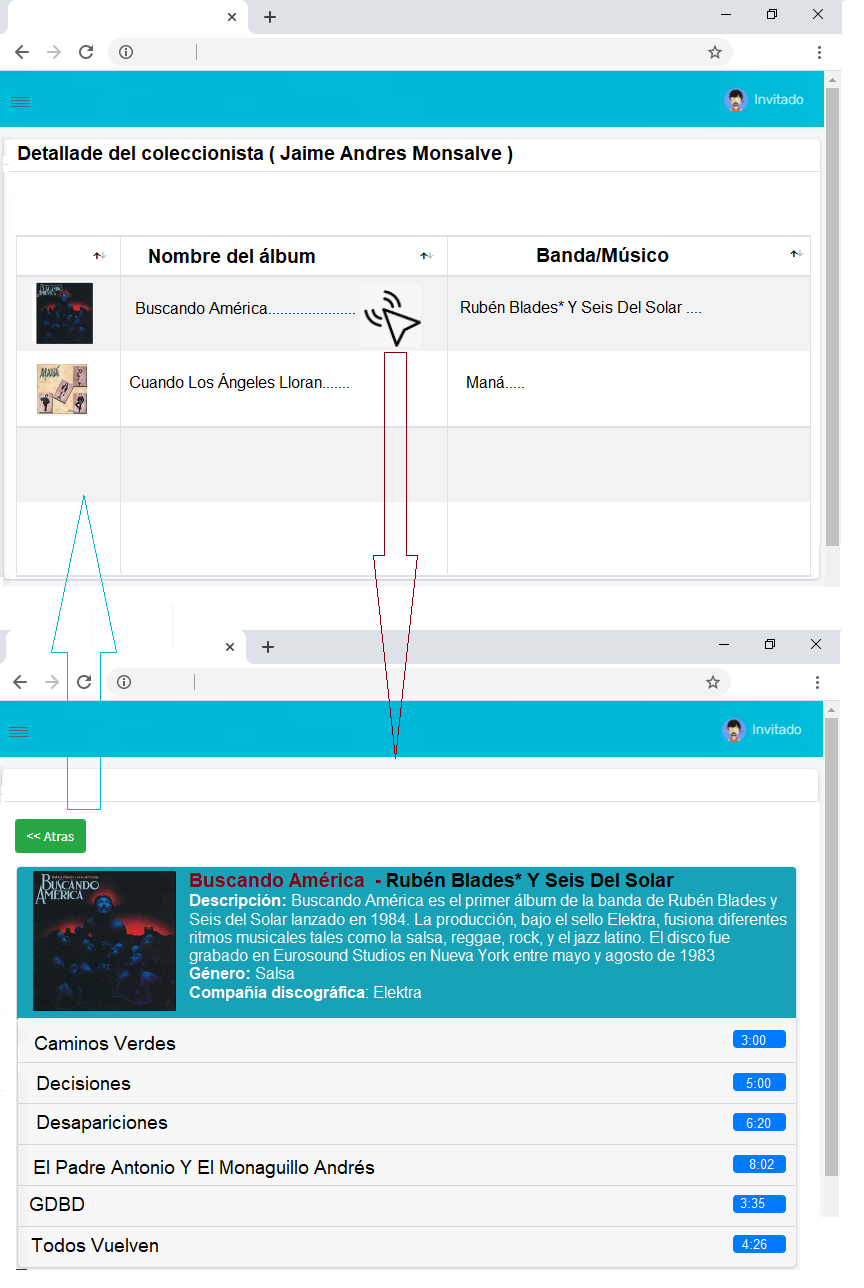 Invitado
Detallade del coleccionista ( Jaime Andres Monsalve )
Nombre del álbum Banda/Músico
BUSCANDO AMÉRICA
Buscando América..................... Rubén Blades* Y Seis Del Solar ....
MANÁ
Cuando Los Ángeles Lloran....... Maná.....
Invitado
<< Atras
BUSCANDO
AMÉRICA
Buscando América - Rubén Blades* Y Seis Del Solar
Descripción: Buscando América es el primer álbum de la banda de Rubén Blades y
Seis del Solar lanzado en 1984. La producción, bajo el sello Elektra, fusiona diferentes
ritmos musicales tales como la salsa, reggae, rock, y el jazz latino. El disco fue
grabado en Eurosound Studios en Nueva York entre mayo y agosto de 1983
Género: Salsa
Compañía discográfica: Elektra
Caminos Verdes 3:00
Decisiones 5:00
Desapariciones 6:20
El Padre Antonio Y El Monaguillo Andrés 8:02
GDBD 3:35
Todos Vuelven 4:26